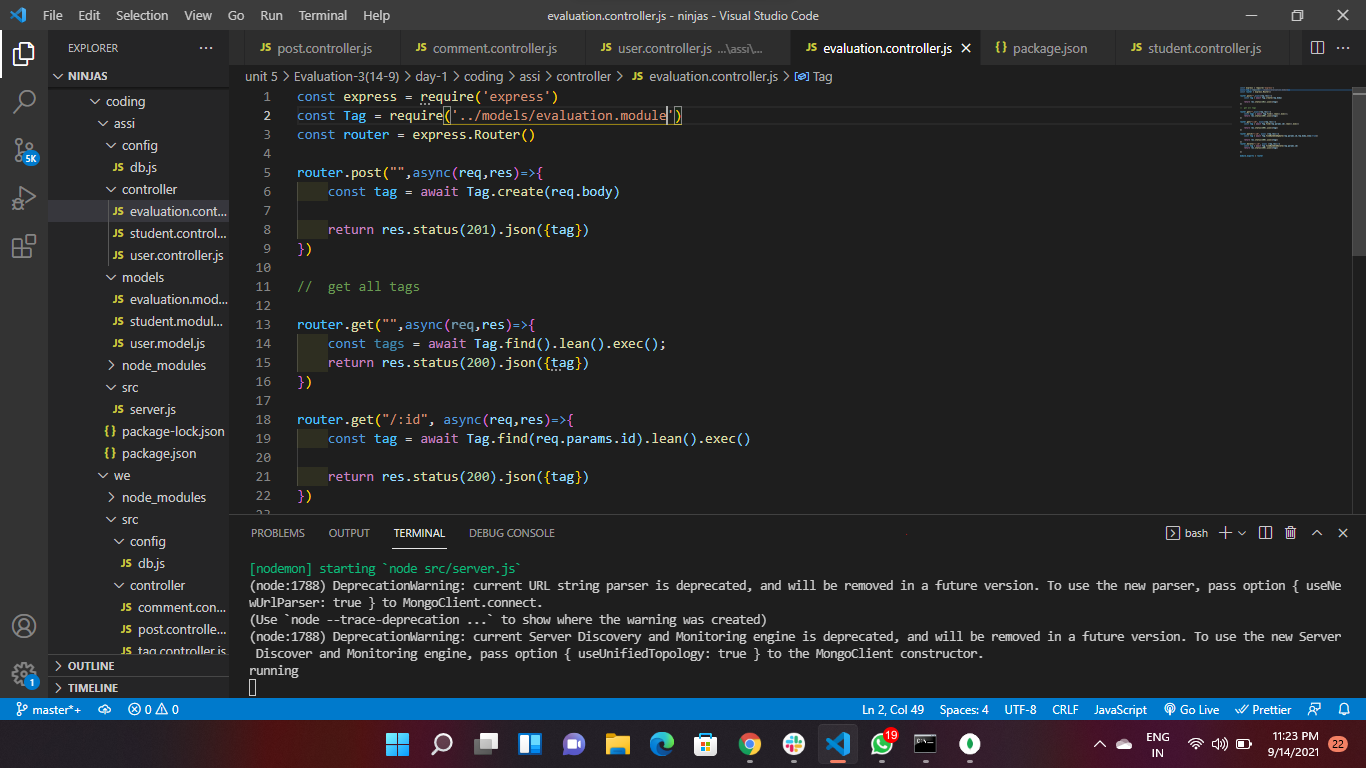 File Edit Selection View Go Run Terminal Help
evaluation.controller.js - ninjas - Visual Studio Code
EXPLORER
NINJAS
coding
assi
config
JS db.js
controller
JS evaluation.cont...
JS student.control...
JS user.controller.js
models
JS evaluation.mod...
JS student.modul...
JS user.model.js
node_modules
src
JS server.js
{} package-lock.json
{} package.json
we
node_modules
src
config
JS db.js
controller
JS comment.con...
JS post.controlle...
JS tag.controller.js
OUTLINE
TIMELINE
5K
1
JS post.controller.js
JS comment.controller.js
JS user.controller.js ...\assi\...
JS evaluation.controller.js
{} package.json
JS student.controller.js
unit 5 > Evaluation-3(14-9) > day-1 > coding > assi > controller > JS evaluation.controller.js > Tag
1 const express = require('express')
2 const Tag = require('../models/evaluation.module')
3 const router = express.Router()
4
5 router.post("",async(req,res)=>{
6 const tag = await Tag.create(req.body)
7
8 return res.status(201).json({tag})
9 })
10
11 // get all tags
12
13 router.get("",async(req,res)=>{
14 const tags = await Tag.find().lean().exec();
15 return res.status(200).json({tag})
16 })
17
18 router.get("/:id", async(req,res)=>{
19 const tag = await Tag.find(req.params.id).lean().exec()
20
21 return res.status(200).json({tag})
22 })
PROBLEMS OUTPUT TERMINAL DEBUG CONSOLE
bash
[nodemon] starting `node src/server.js`
(node:1788) DeprecationWarning: current URL string parser is deprecated, and will be removed in a future version. To use the new parser, pass option { useNe
wUrlParser: true } to MongoClient.connect.
(Use `node --trace-deprecation ...` to show where the warning was created)
(node:1788) DeprecationWarning: current Server Discovery and Monitoring engine is deprecated, and will be removed in a future version. To use the new Server
Discover and Monitoring engine, pass option { useUnifiedTopology: true } to the MongoClient constructor.
running
master*+ 0 0
Ln 2, Col 49 Spaces: 4 UTF-8 CRLF JavaScript Go Live Prettier
19
ENG
IN
11:23 PM
9/14/2021
22